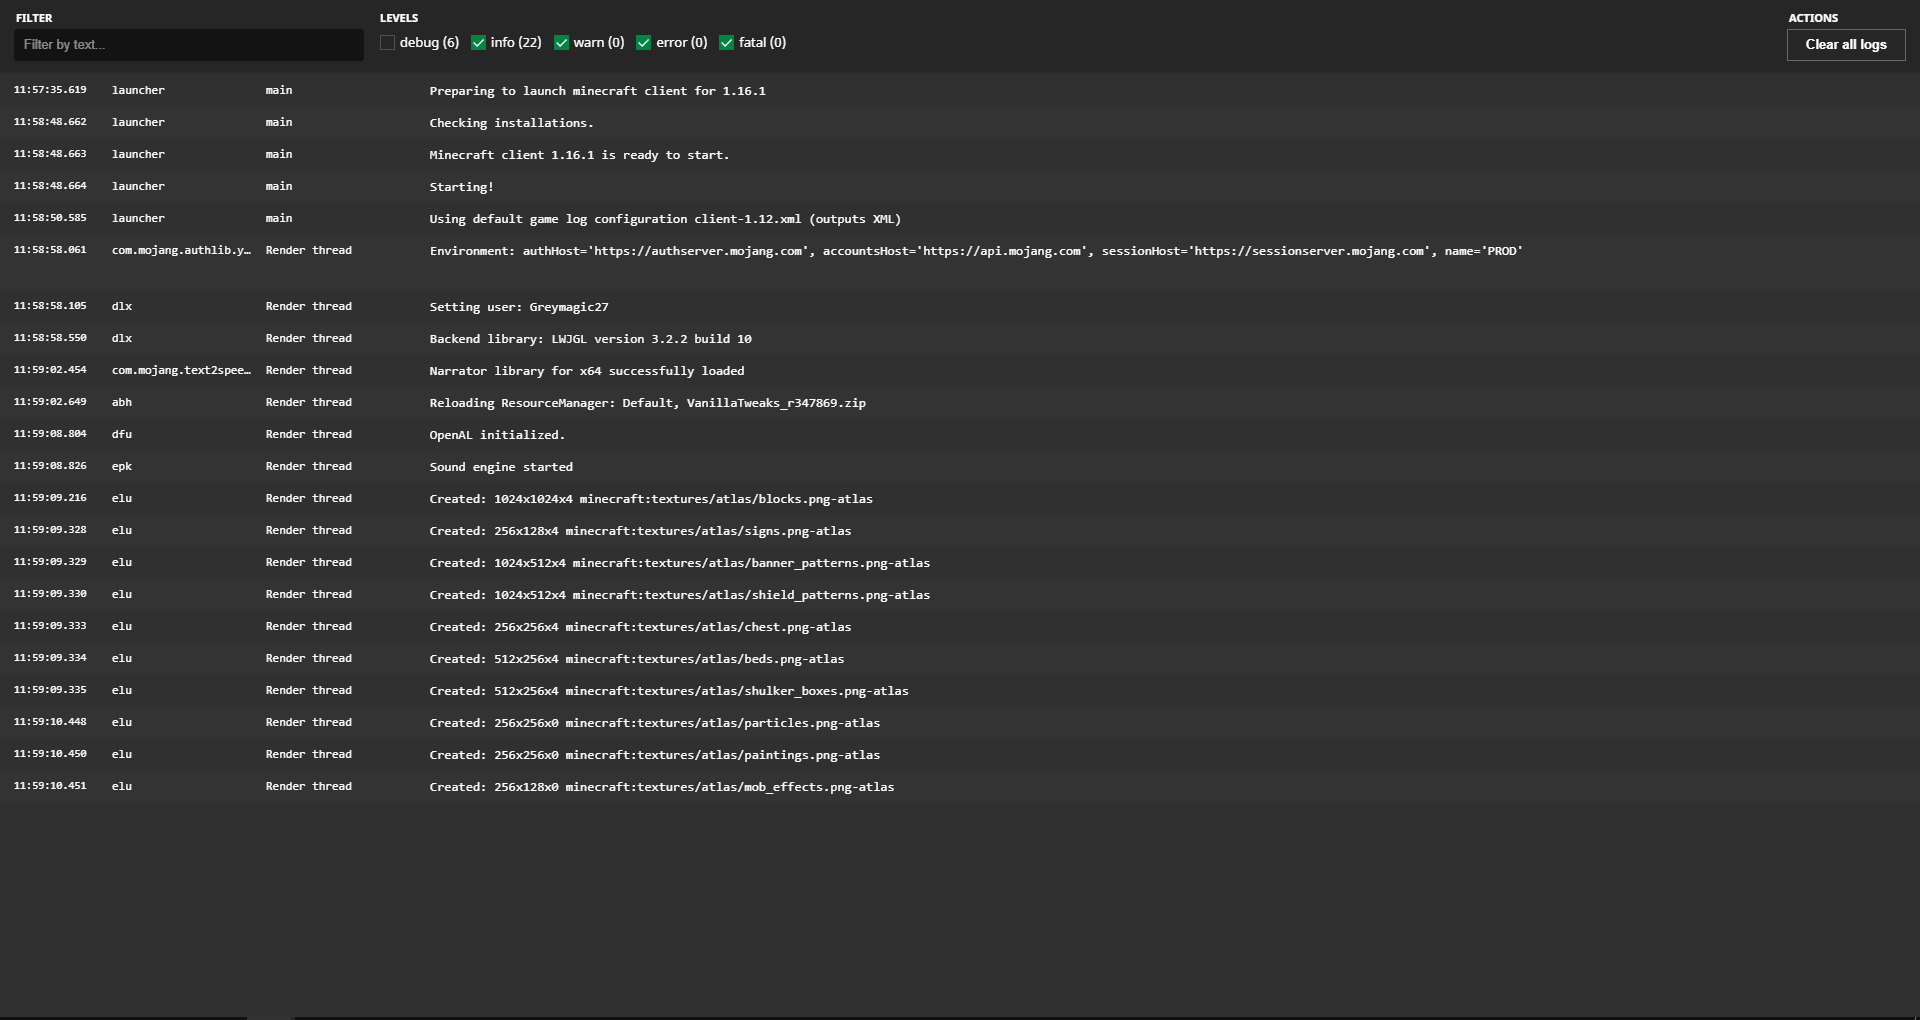 FILTER LEVELS ACTIONS
Filter by text... debug (6) info (22) warn (0) error (0) fatal (0) Clear all logs
11:57:35.619 launcher main Preparing to launch minecraft client for 1.16.1
11:58:48.662 launcher main Checking installations.
11:58:48.663 launcher main Minecraft client 1.16.1 is ready to start.
11:58:48.664 launcher main Starting!
11:58:50.585 launcher main Using default game log configuration client-1.12.xml (outputs XML)
11:58:58.061 com.mojang.authlib.y… Render thread Environment: authHost='https://authserver.mojang.com', accountsHost='https://api.mojang.com', sessionHost='https://sessionserver.mojang.com', name='PROD'
11:58:58.105 dlx Render thread Setting user: Greymagic27
11:58:58.550 dlx Render thread Backend library: LWJGL version 3.2.2 build 10
11:59:02.454 com.mojang.text2spee… Render thread Narrator library for x64 successfully loaded
11:59:02.649 abh Render thread Reloading ResourceManager: Default, VanillaTweaks_r347869.zip
11:59:08.804 dfu Render thread OpenAL initialized.
11:59:08.826 epk Render thread Sound engine started
11:59:09.216 elu Render thread Created: 1024x1024x4 minecraft:textures/atlas/blocks.png-atlas
11:59:09.328 elu Render thread Created: 256x128x4 minecraft:textures/atlas/signs.png-atlas
11:59:09.329 elu Render thread Created: 1024x512x4 minecraft:textures/atlas/banner_patterns.png-atlas
11:59:09.330 elu Render thread Created: 1024x512x4 minecraft:textures/atlas/shield_patterns.png-atlas
11:59:09.333 elu Render thread Created: 256x256x4 minecraft:textures/atlas/chest.png-atlas
11:59:09.334 elu Render thread Created: 512x256x4 minecraft:textures/atlas/beds.png-atlas
11:59:09.335 elu Render thread Created: 512x256x4 minecraft:textures/atlas/shulker_boxes.png-atlas
11:59:10.448 elu Render thread Created: 256x256x0 minecraft:textures/atlas/particles.png-atlas
11:59:10.450 elu Render thread Created: 256x256x0 minecraft:textures/atlas/paintings.png-atlas
11:59:10.451 elu Render thread Created: 256x128x0 minecraft:textures/atlas/mob_effects.png-atlas